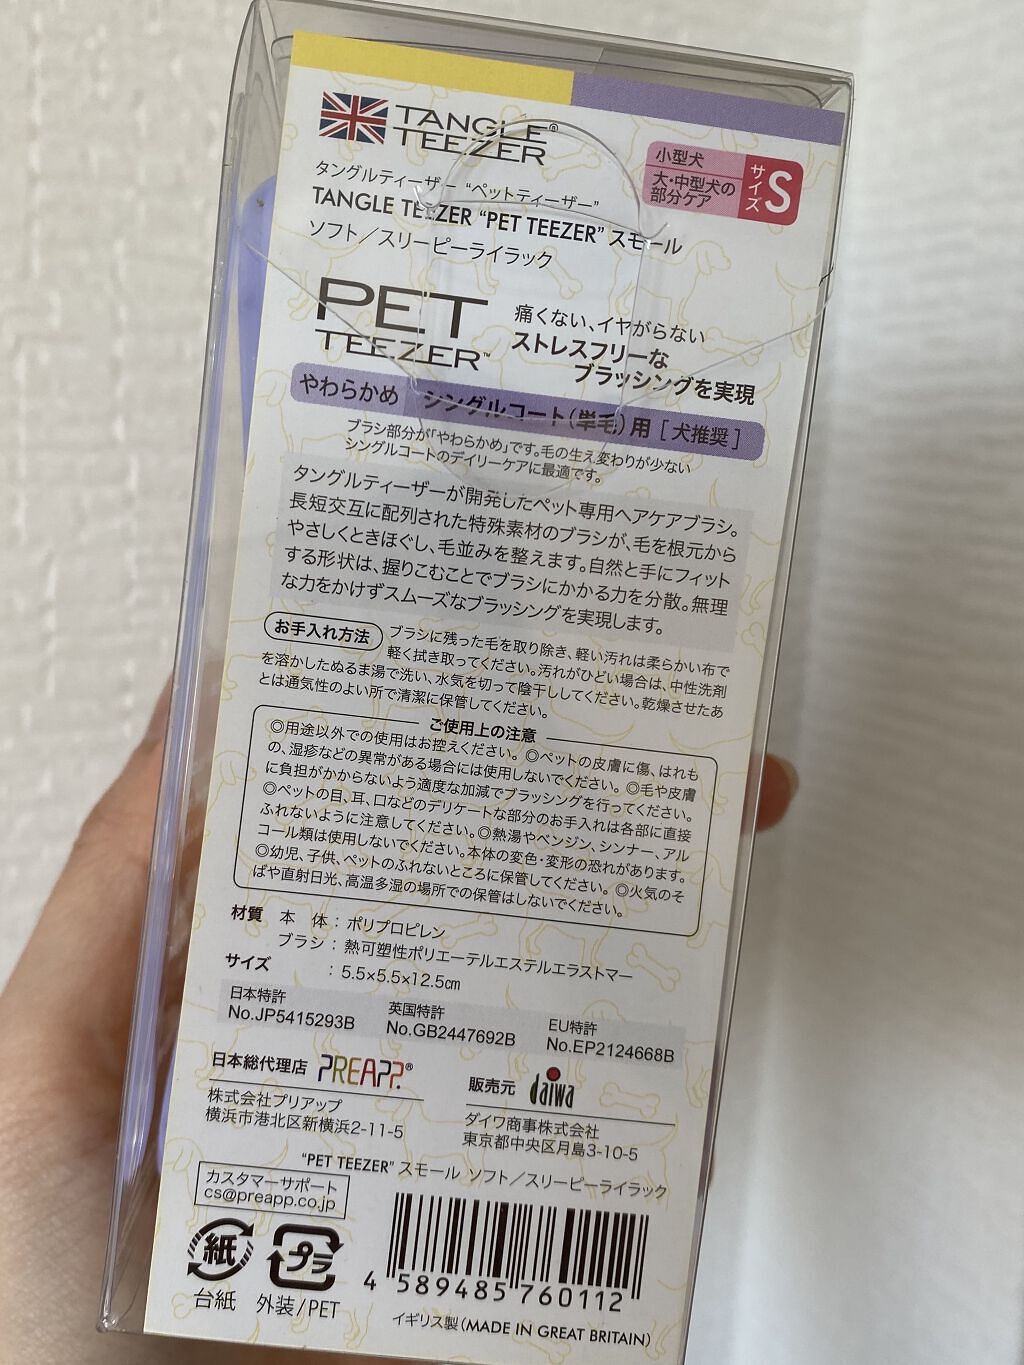 TANGLE®
TEEZER
小型犬
大・中型犬の
部分ケア
サイズ S
タングルティーザー “ペットティーザー”
TANGLE TEEZER “PET TEEZER” スモール
ソフト／スリーピーライラック
PET
TEEZER™
痛くない、イヤがらない
ストレスフリーな
ブラッシングを実現
やわらかめ シングルコート（単毛）用［犬推奨］
ブラシ部分が「やわらかめ」です。毛の生え変わりが少ない
シングルコートのデイリーケアに最適です。
タングルティーザーが開発したペット専用ヘアケアブラシ。
長短交互に配列された特殊素材のブラシが、毛を根元から
やさしくときほぐし、毛並みを整えます。自然と手にフィット
する形状は、握りこむことでブラシにかかる力を分散。無理
な力をかけずスムーズなブラッシングを実現します。
お手入れ方法 ブラシに残った毛を取り除き、軽い汚れは柔らかい布で
軽く拭き取ってください。汚れがひどい場合は、中性洗剤
を溶かしたぬるま湯で洗い、水気を切って陰干ししてください。乾燥させたあ
とは通気性のよい所で清潔に保管してください。
ご使用上の注意
◎用途以外での使用はお控えください。◎ペットの皮膚に傷、はれも
の、湿疹などの異常がある場合には使用しないでください。◎毛や皮膚
に負担がかからないよう適度な加減でブラッシングを行ってください。
◎ペットの目、耳、口などのデリケートな部分のお手入れは各部に直接
ふれないように注意してください。◎熱湯やベンジン、シンナー、アル
コール類は使用しないでください。本体の変色・変形の恐れがあります。
◎幼児、子供、ペットのふれないところに保管してください。◎火気のそ
ばや直射日光、高温多湿の場所での保管はしないでください。
材質 本 体：ポリプロピレン
ブラシ：熱可塑性ポリエーテルエステルエラストマー
サイズ ：5.5×5.5×12.5㎝
日本特許
No.JP5415293B
英国特許
No.GB2447692B
EU特許
No.EP2124668B
日本総代理店 PREAPP®
株式会社プリアップ
横浜市港北区新横浜2-11-5
販売元 daiwa
ダイワ商事株式会社
東京都中央区月島3-10-5
“PET TEEZER” スモール ソフト／スリーピーライラック
カスタマーサポート
cs@preapp.co.jp
紙
台紙
プラ
外装/PET
4 589485 760112
イギリス製（MADE IN GREAT BRITAIN）